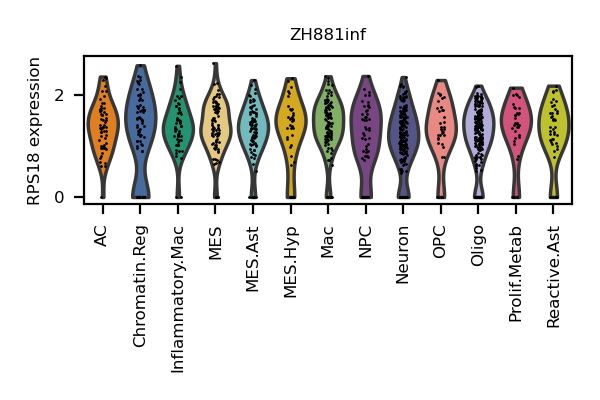 ZH881inf
RPS18 expression
2
0
AC
Chromatin.Reg
Inflammatory.Mac
MES
MES.Ast
MES.Hyp
Mac
NPC
Neuron
OPC
Oligo
Prolif.Metab
Reactive.Ast